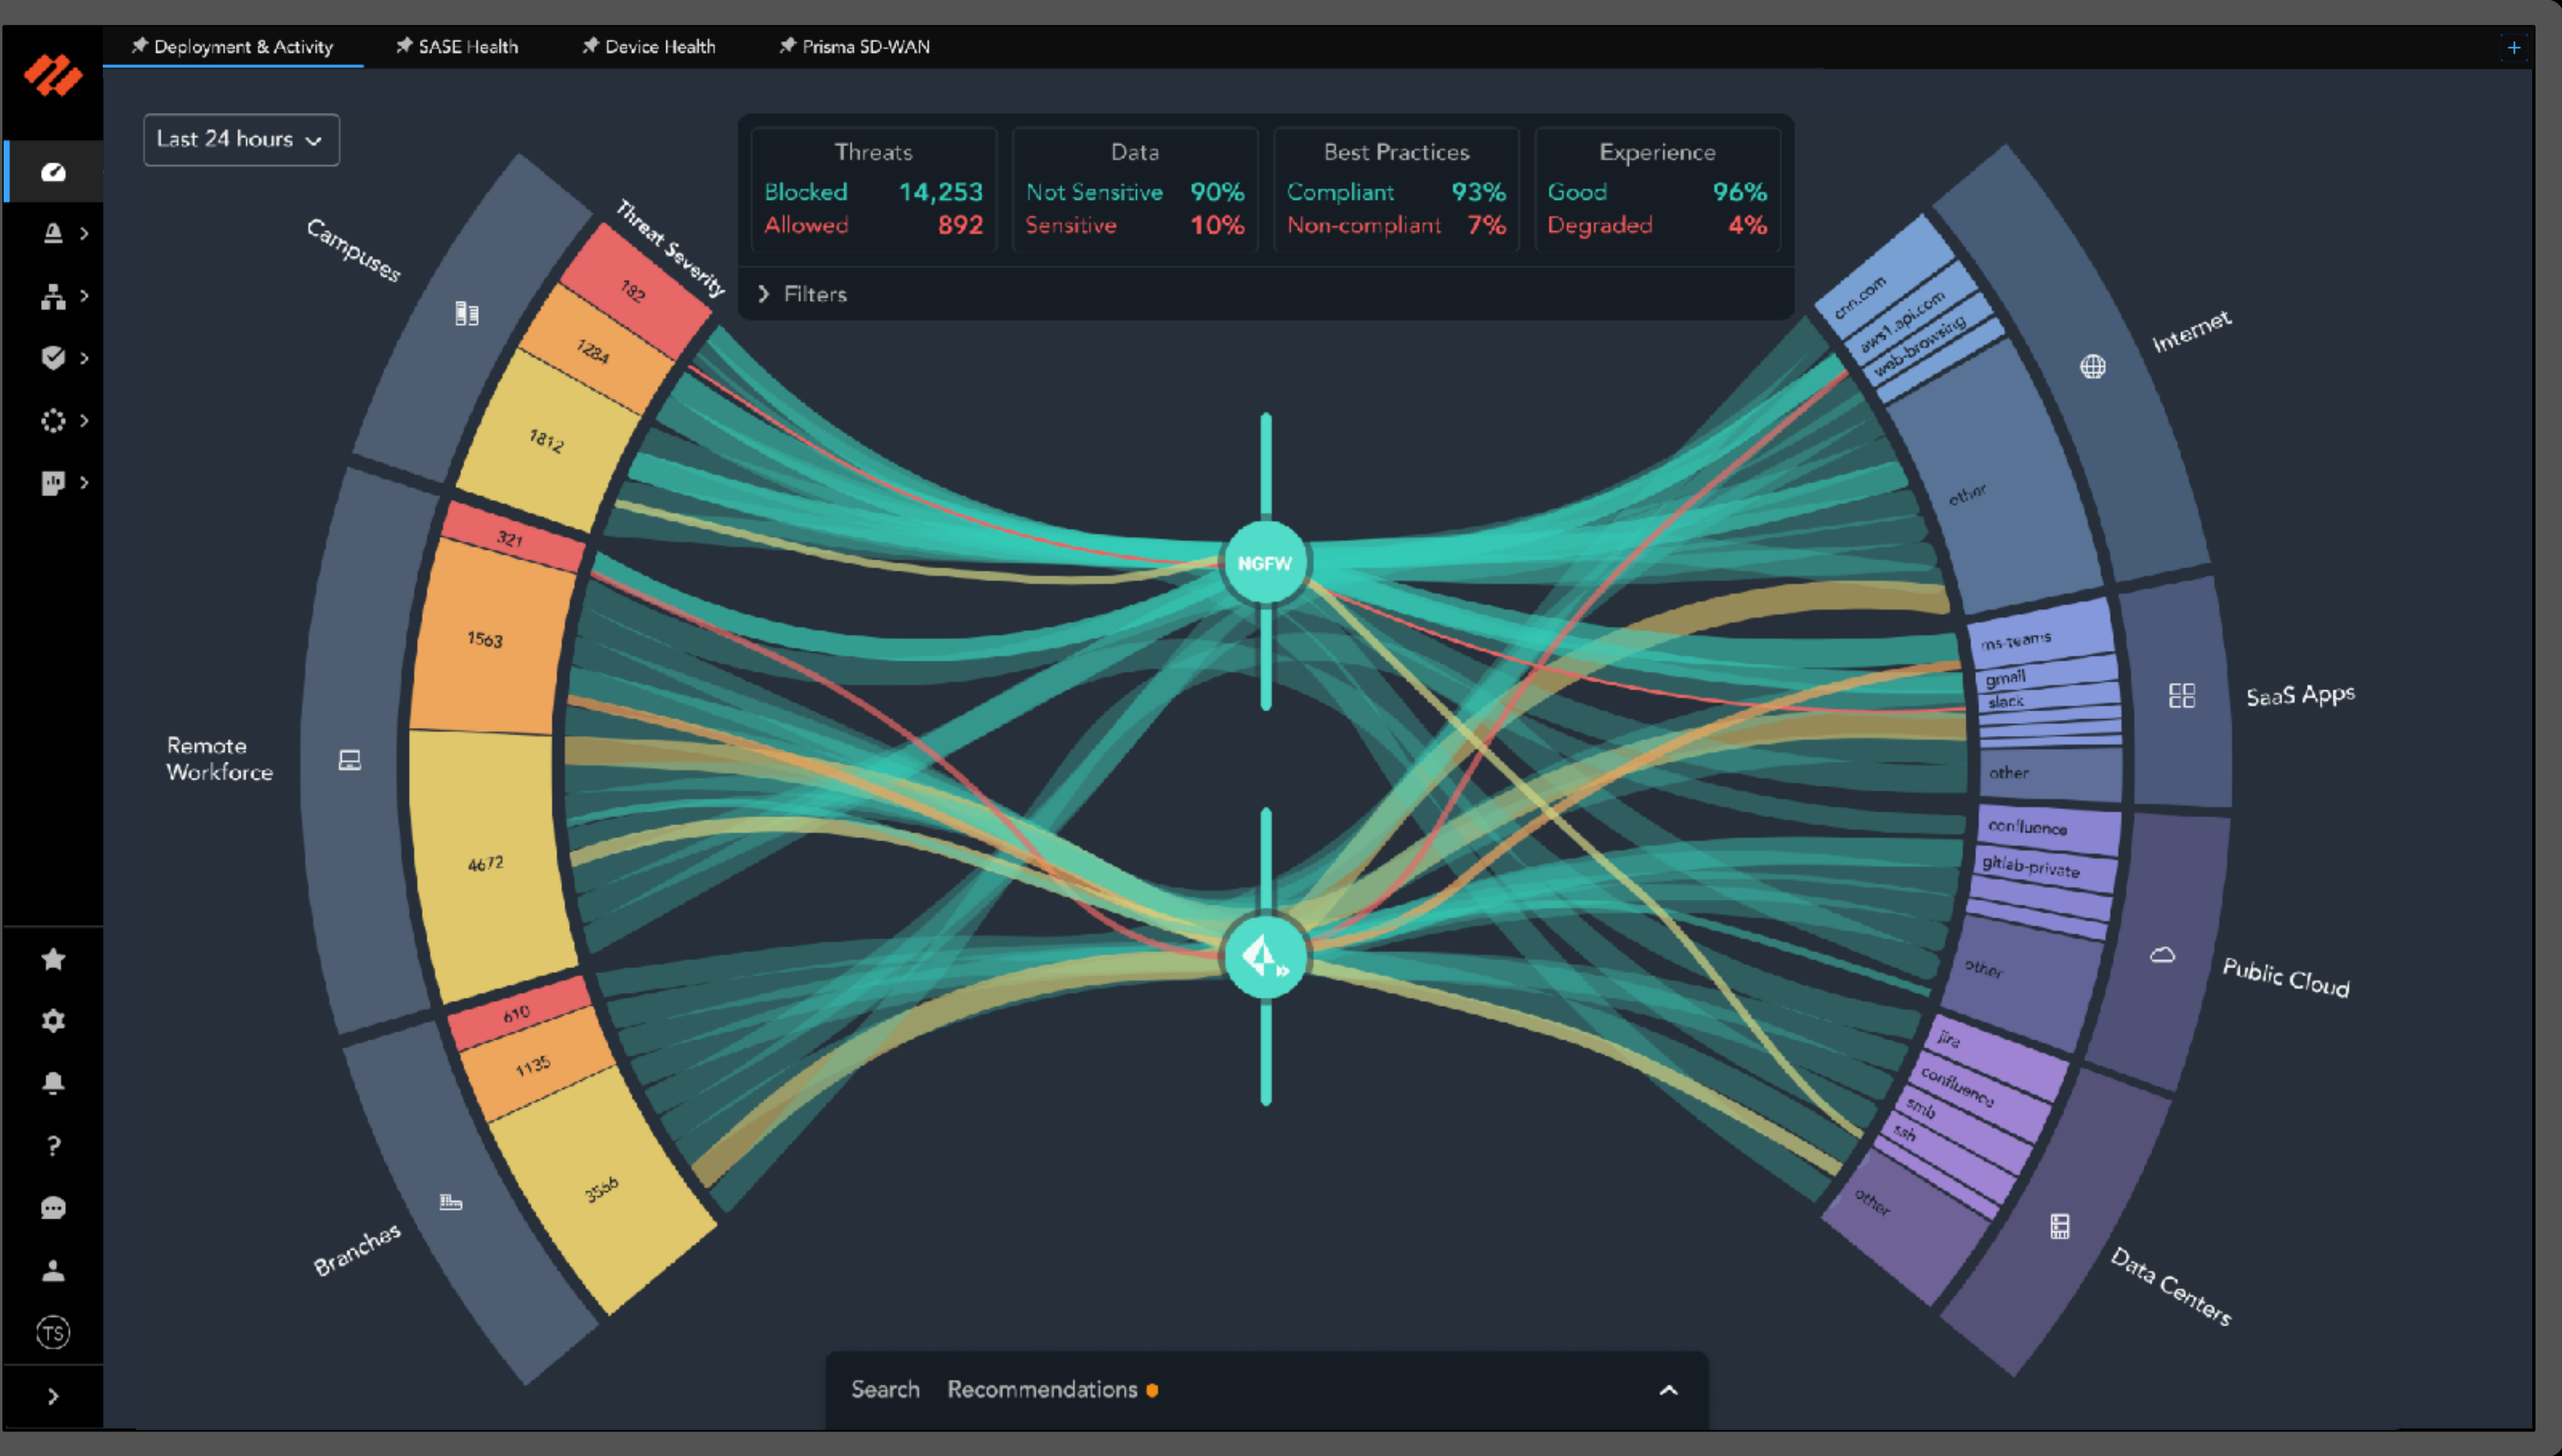 Deployment & Activity
SASE Health
Device Health
Prisma SD-WAN
+
Last 24 hours
Threats
Blocked 14,253
Allowed 892
Data
Not Sensitive 90%
Sensitive 10%
Best Practices
Compliant 93%
Non-compliant 7%
Experience
Good 96%
Degraded 4%
Filters
Threat Severity
Campuses
182
1284
1812
Remote
Workforce
321
1563
4672
Branches
610
1135
3566
NGFW
Internet
cnn.com
aws1.api.com
web-browsing
other
SaaS Apps
ms-teams
gmail
slack
other
Public Cloud
confluence
gitlab-private
other
Data Centers
jira
confluence
smb
ssh
other
?
TS
Search Recommendations